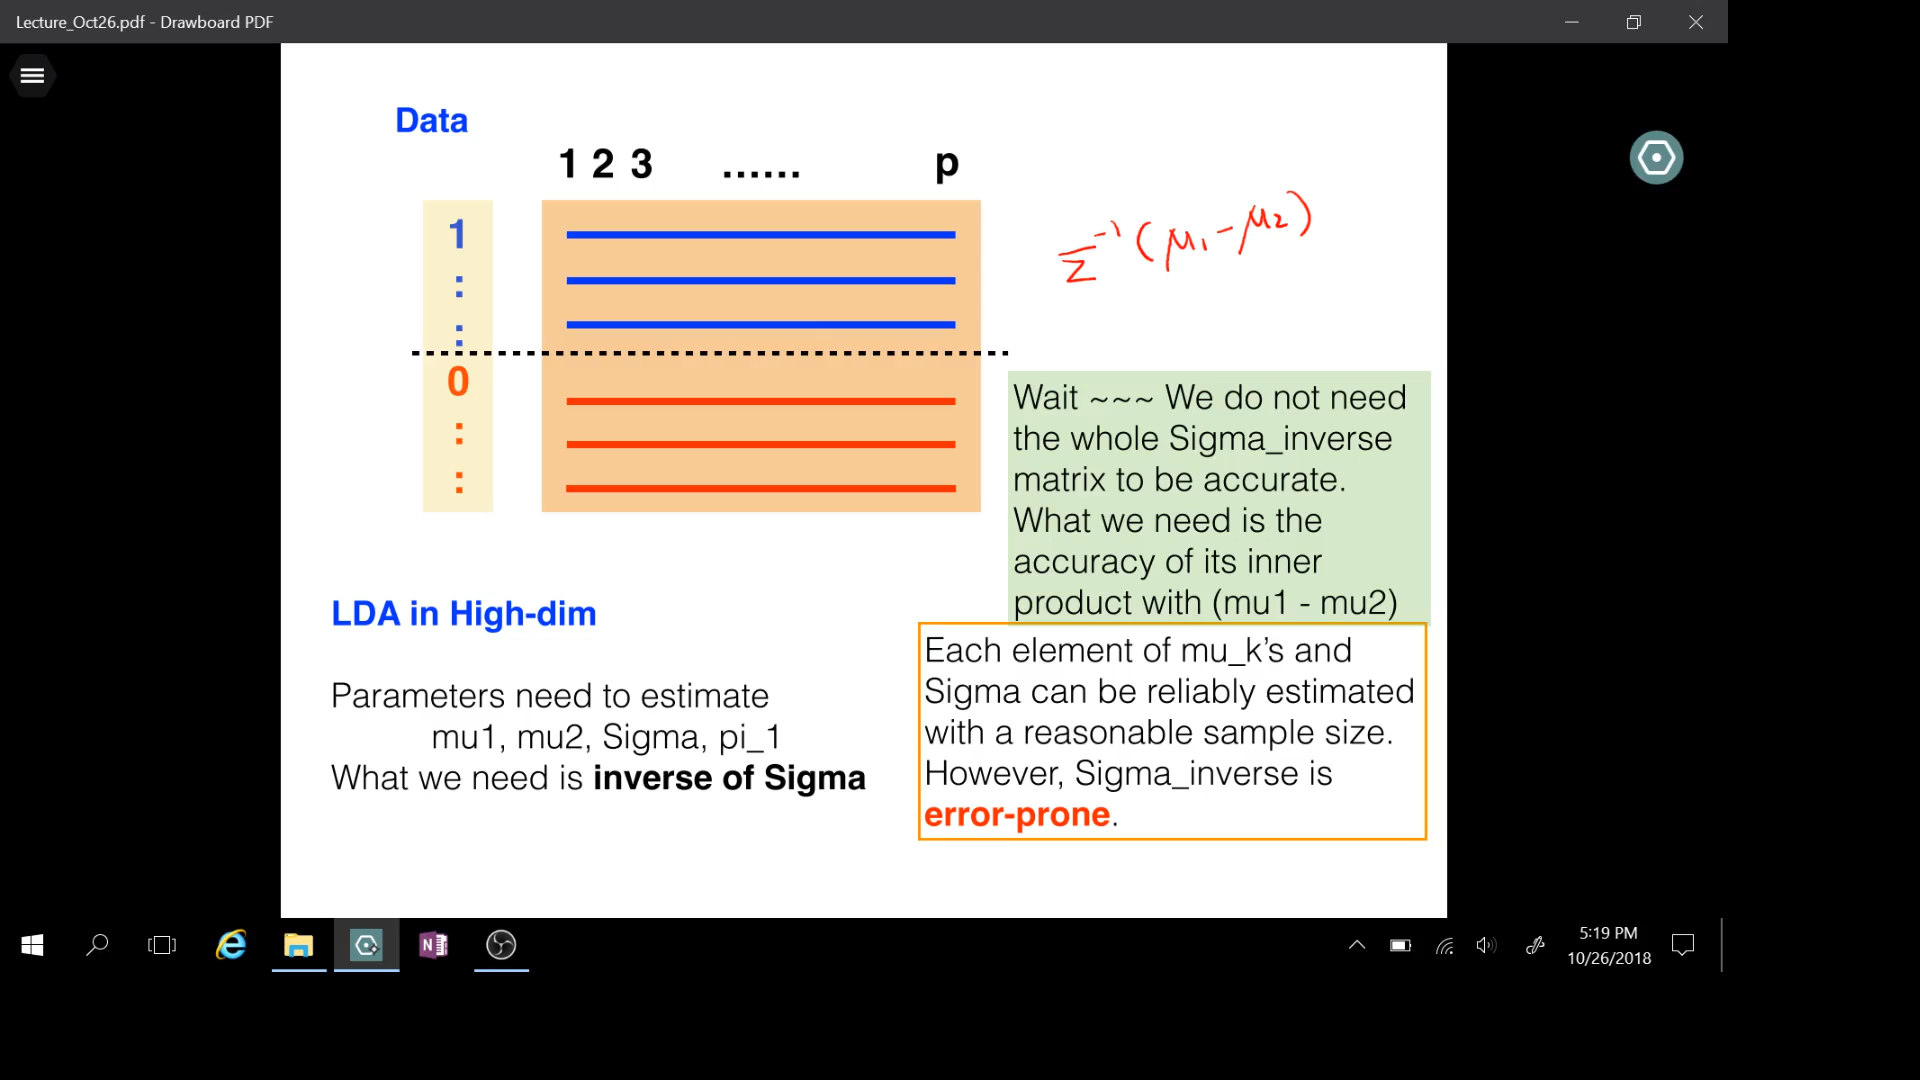 Lecture_Oct26.pdf - Drawboard PDF
Data
1 2 3 ...... p
1
:
:
0
:
:
Σ⁻¹ (μ₁ - μ₂)
Wait ~~~ We do not need
the whole Sigma_inverse
matrix to be accurate.
What we need is the
accuracy of its inner
product with (mu1 - mu2)
LDA in High-dim
Parameters need to estimate
mu1, mu2, Sigma, pi_1
What we need is inverse of Sigma
Each element of mu_k’s and
Sigma can be reliably estimated
with a reasonable sample size.
However, Sigma_inverse is
error-prone.
N
5:19 PM
10/26/2018